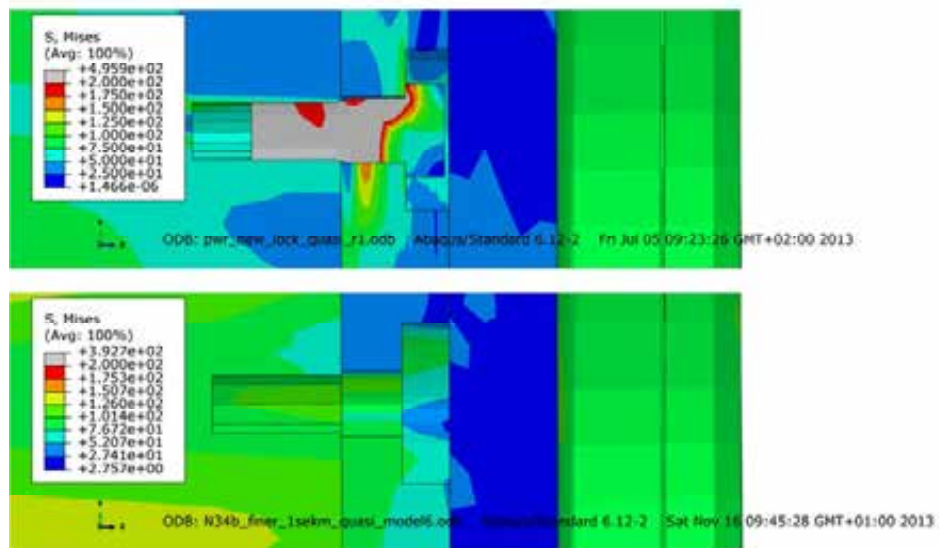 S, Mises
(Avg: 100%)
+4.959e+02
+2.000e+02
+1.750e+02
+1.500e+02
+1.250e+02
+1.000e+02
+7.500e+01
+5.000e+01
+2.500e+01
+1.466e-06
ODB: pwr_new_lock_quasi_r1.odb Abaqus/Standard 6.12-2 Fri Jul 05 09:23:26 GMT+02:00 2013
S, Mises
(Avg: 100%)
+3.927e+02
+2.000e+02
+1.753e+02
+1.507e+02
+1.260e+02
+1.014e+02
+7.672e+01
+5.207e+01
+2.741e+01
+2.757e+00
ODB: N34b_finer_1sekm_quasi_model6.odb Abaqus/Standard 6.12-2 Sat Nov 16 09:45:28 GMT+01:00 2013